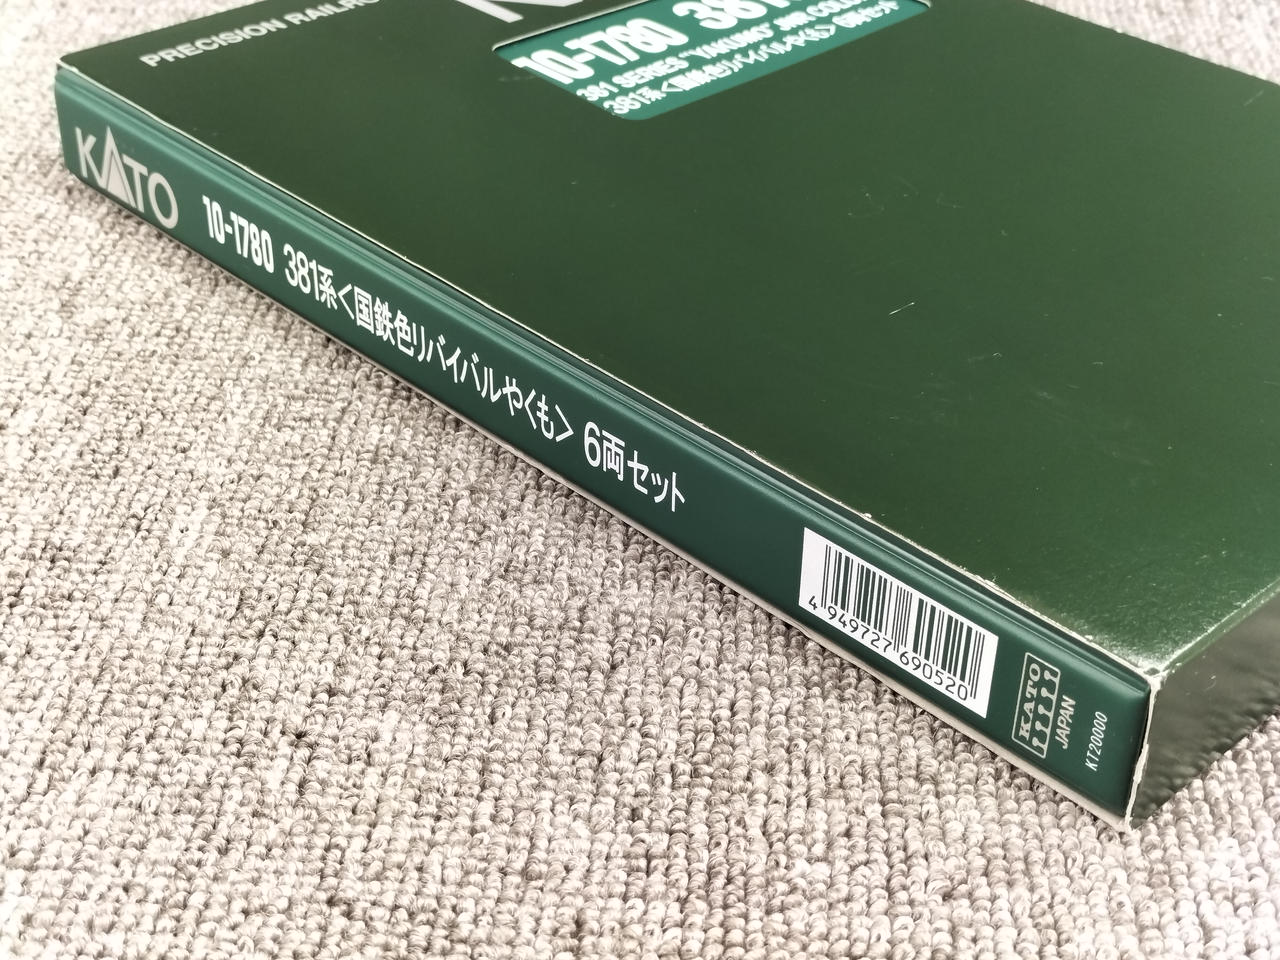 PRECISION RAILRO
10-1780 381
381 SERIES "YAKUMO" JNR COLO
381系<国鉄色リバイバルやくも> 6両セット
KATO 10-1780 381系<国鉄色リバイバルやくも> 6両セット
4 949727 690520
KATO
JAPAN
KT20000